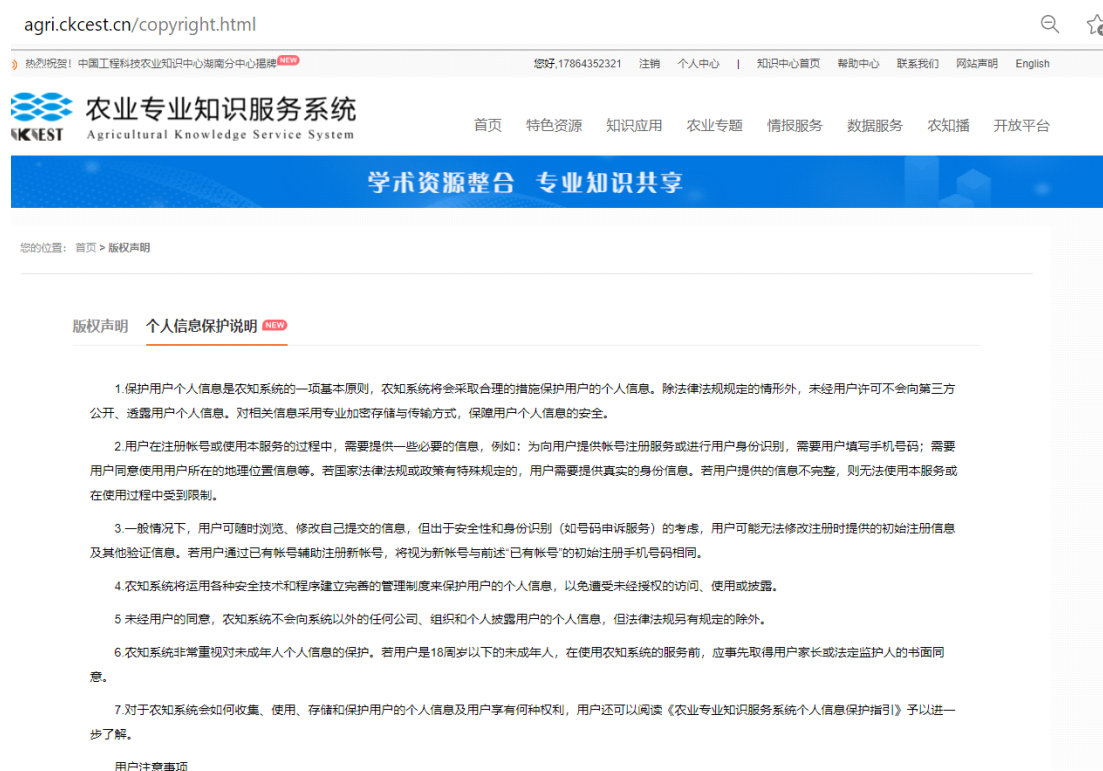 agri.ckcest.cn/copyright.html
热烈祝贺！中国工程科技农业知识中心湖南分中心揭牌 NEW
您好,17864352321 注销 个人中心 | 知识中心首页 帮助中心 联系我们 网站声明 English
农业专业知识服务系统
CKCEST Agricultural Knowledge Service System
首页 特色资源 知识应用 农业专题 情报服务 数据服务 农知播 开放平台
学术资源整合 专业知识共享
您的位置： 首页 > 版权声明
版权声明 个人信息保护说明 NEW
1.保护用户个人信息是农知系统的一项基本原则，农知系统将会采取合理的措施保护用户的个人信息。除法律法规规定的情形外，未经用户许可不会向第三方
公开、透露用户个人信息。对相关信息采用专业加密存储与传输方式，保障用户个人信息的安全。
2.用户在注册帐号或使用本服务的过程中，需要提供一些必要的信息，例如：为向用户提供帐号注册服务或进行用户身份识别，需要用户填写手机号码；需要
用户同意使用用户所在的地理位置信息等。若国家法律法规或政策有特殊规定的，用户需要提供真实的身份信息。若用户提供的信息不完整，则无法使用本服务或
在使用过程中受到限制。
3.一般情况下，用户可随时浏览、修改自己提交的信息，但出于安全性和身份识别（如号码申诉服务）的考虑，用户可能无法修改注册时提供的初始注册信息
及其他验证信息。若用户通过已有帐号辅助注册新帐号，将视为新帐号与前述“已有帐号”的初始注册手机号码相同。
4.农知系统将运用各种安全技术和程序建立完善的管理制度来保护用户的个人信息，以免遭受未经授权的访问、使用或披露。
5 未经用户的同意，农知系统不会向系统以外的任何公司、组织和个人披露用户的个人信息，但法律法规另有规定的除外。
6.农知系统非常重视对未成年人个人信息的保护。若用户是18周岁以下的未成年人，在使用农知系统的服务前，应事先取得用户家长或法定监护人的书面同
意。
7.对于农知系统会如何收集、使用、存储和保护用户的个人信息及用户享有何种权利，用户还可以阅读《农业专业知识服务系统个人信息保护指引》予以进一
步了解。
用户注意事项